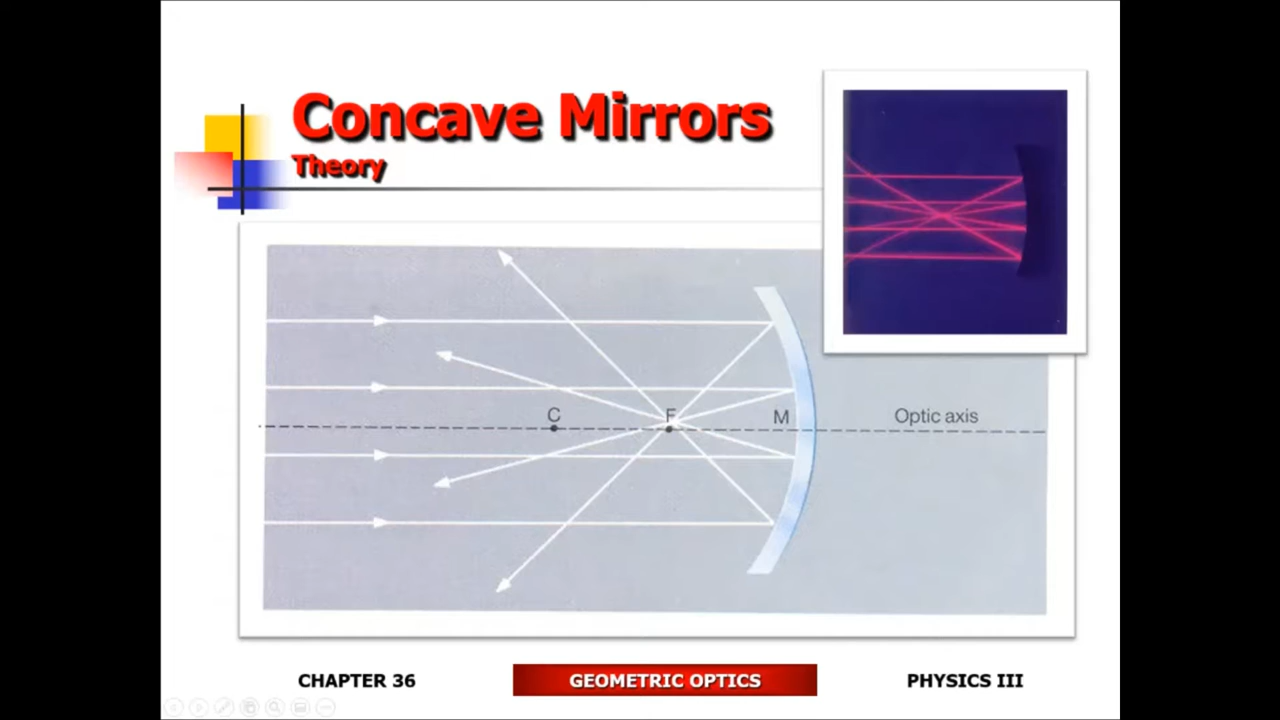 Concave Mirrors
Theory
C
F
M
Optic axis
CHAPTER 36
GEOMETRIC OPTICS
PHYSICS III